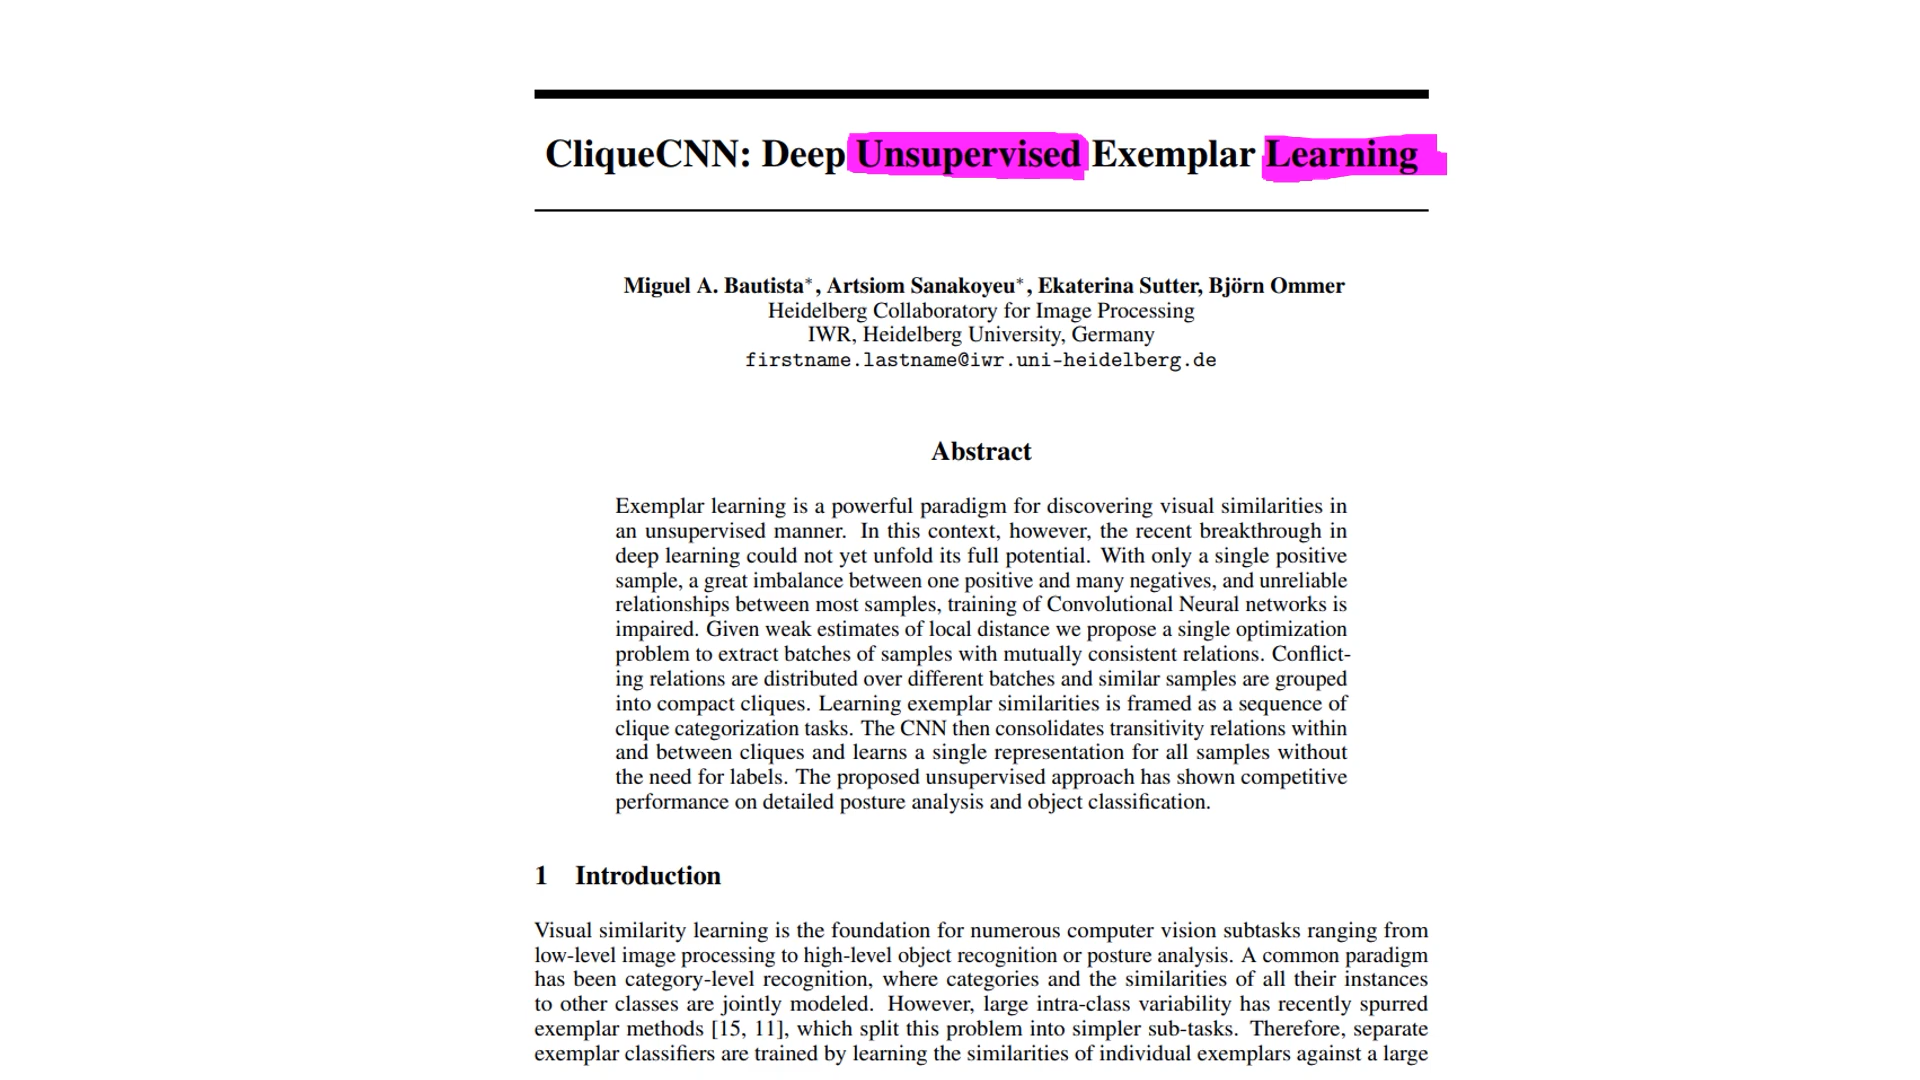 CliqueCNN: Deep Unsupervised Exemplar Learning
Miguel A. Bautista*, Artsiom Sanakoyeu*, Ekaterina Sutter, Björn Ommer
Heidelberg Collaboratory for Image Processing
IWR, Heidelberg University, Germany
firstname.lastname@iwr.uni-heidelberg.de
Abstract
Exemplar learning is a powerful paradigm for discovering visual similarities in
an unsupervised manner. In this context, however, the recent breakthrough in
deep learning could not yet unfold its full potential. With only a single positive
sample, a great imbalance between one positive and many negatives, and unreliable
relationships between most samples, training of Convolutional Neural networks is
impaired. Given weak estimates of local distance we propose a single optimization
problem to extract batches of samples with mutually consistent relations. Conflict-
ing relations are distributed over different batches and similar samples are grouped
into compact cliques. Learning exemplar similarities is framed as a sequence of
clique categorization tasks. The CNN then consolidates transitivity relations within
and between cliques and learns a single representation for all samples without
the need for labels. The proposed unsupervised approach has shown competitive
performance on detailed posture analysis and object classification.
1 Introduction
Visual similarity learning is the foundation for numerous computer vision subtasks ranging from
low-level image processing to high-level object recognition or posture analysis. A common paradigm
has been category-level recognition, where categories and the similarities of all their instances
to other classes are jointly modeled. However, large intra-class variability has recently spurred
exemplar methods [15, 11], which split this problem into simpler sub-tasks. Therefore, separate
exemplar classifiers are trained by learning the similarities of individual exemplars against a large